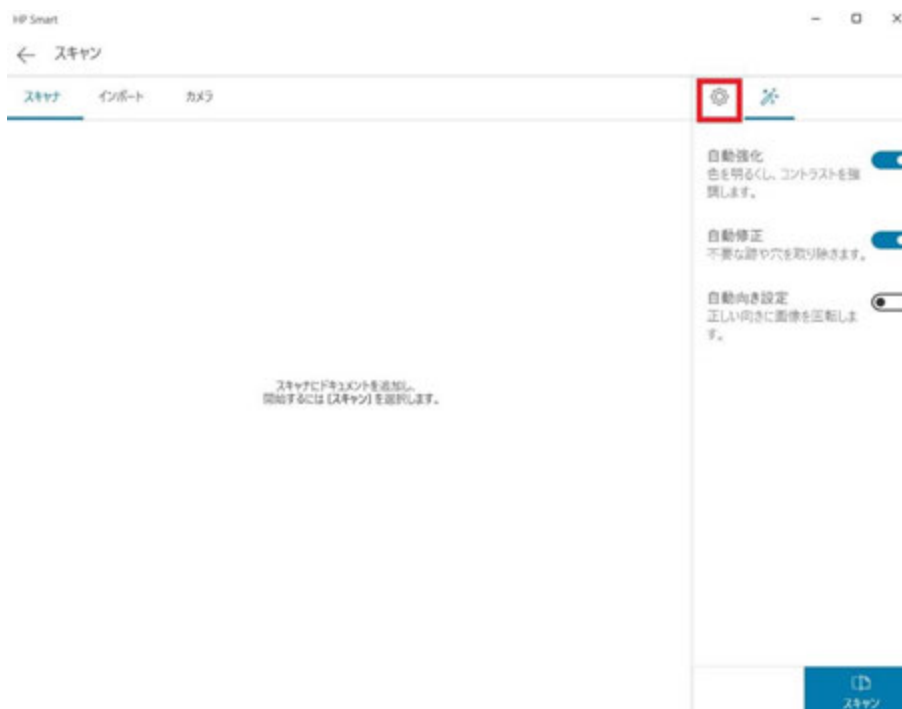 HP Smart
スキャン
スキャナ インポート カメラ
自動強化
色を明るくし、コントラストを強
調します。
自動修正
不要な跡や穴を取り除きます。
自動向き設定
正しい向きに画像を回転しま
す。
スキャナにドキュメントを追加し、
開始するには [スキャン] を選択します。
スキャン